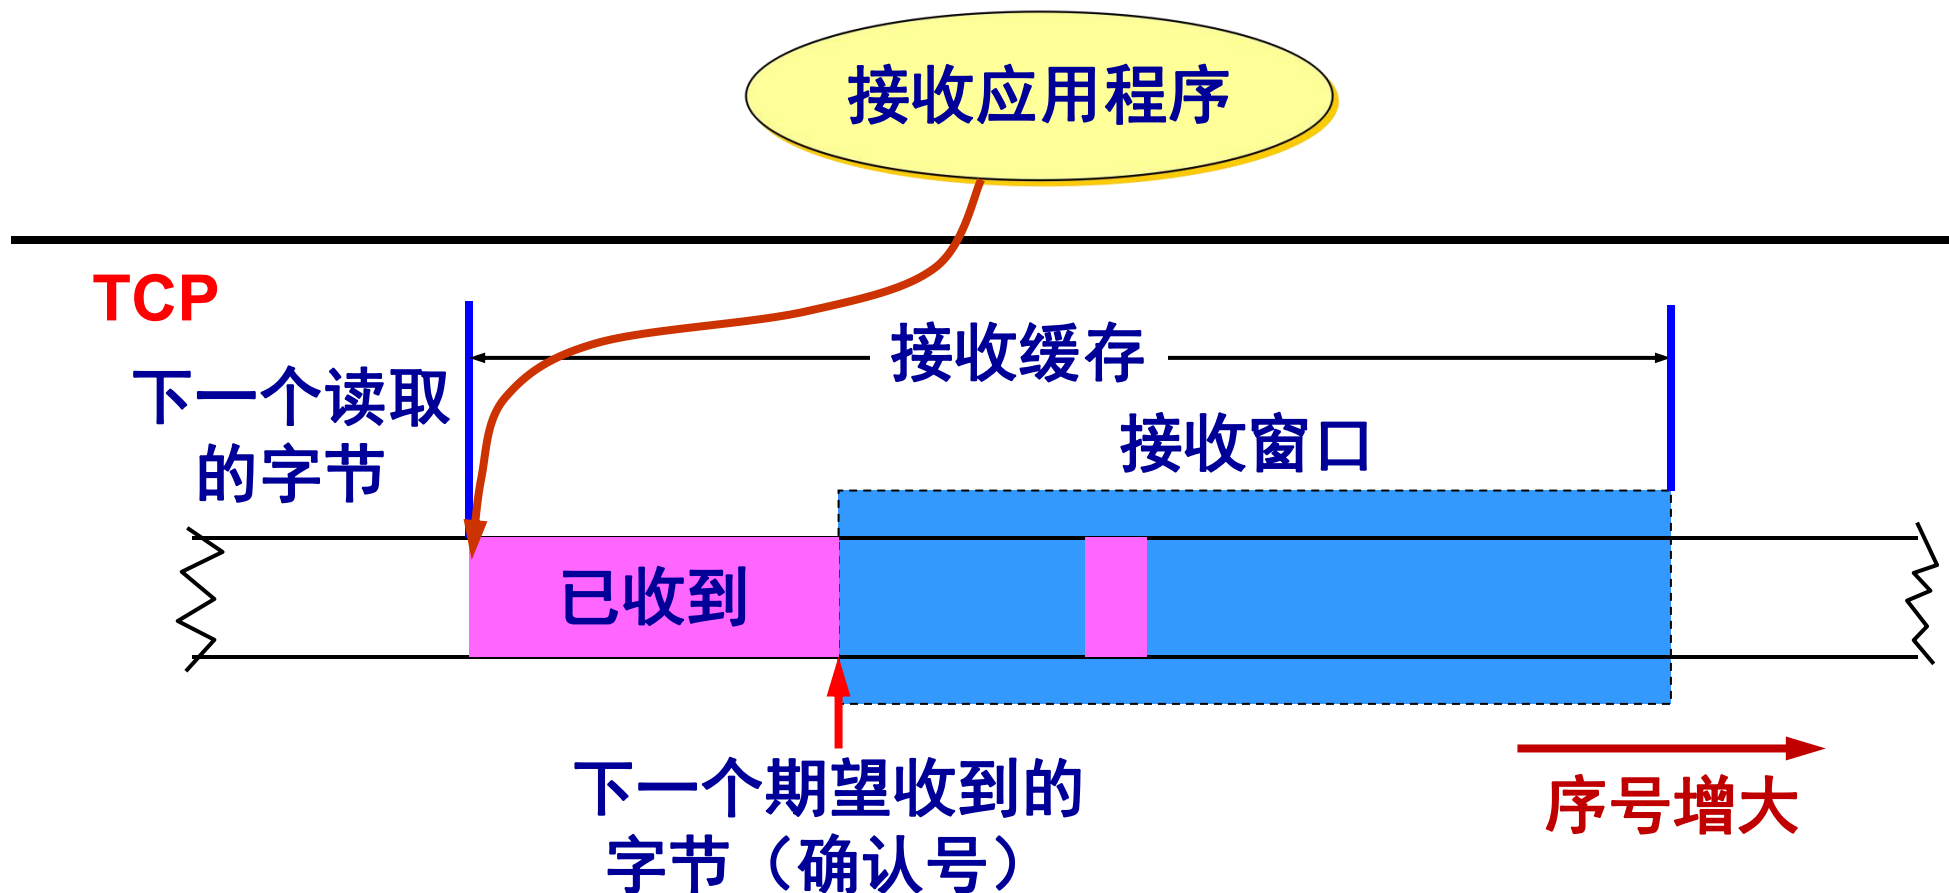 接收应用程序
TCP
接收缓存
下一个读取
的字节
接收窗口
已收到
下一个期望收到的
字节（确认号）
序号增大